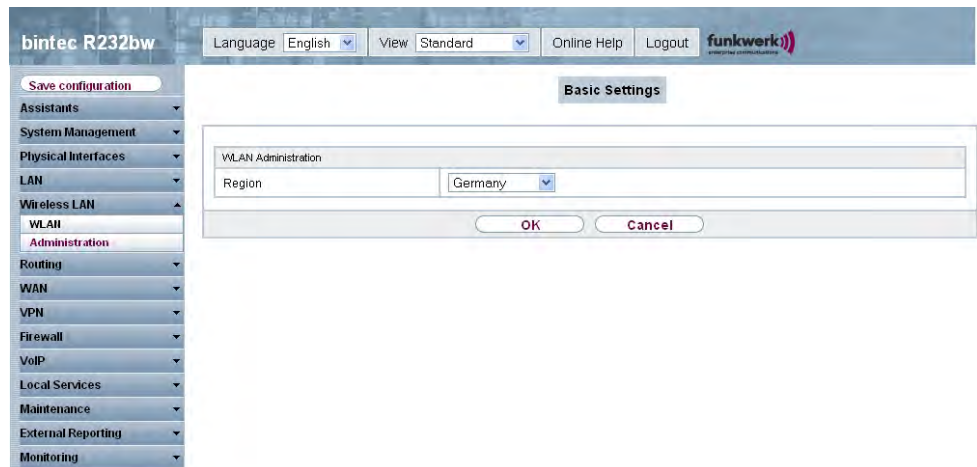 bintec R232bw
Language English View Standard Online Help Logout funkwerk
Save configuration
Basic Settings
Assistants
System Management
Physical Interfaces
LAN
Wireless LAN
WLAN
Administration
Routing
WAN
VPN
Firewall
VoIP
Local Services
Maintenance
External Reporting
Monitoring
WLAN Administration
Region Germany
OK Cancel